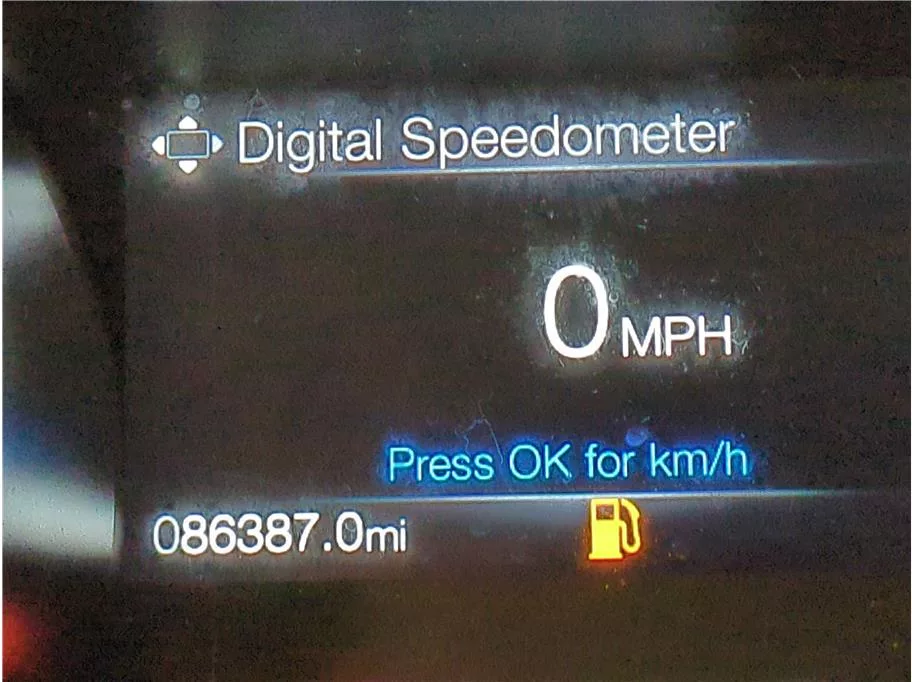 Digital Speedometer
0 MPH
Press OK for km/h
086387.0mi